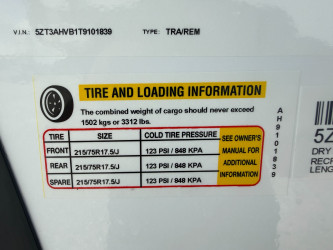 V.I.N.: 5ZT3AHVB1T9101839 TYPE: TRA/REM
TIRE AND LOADING INFORMATION
The combined weight of cargo should never exceed
1502 kgs or 3312 lbs.
TIRE SIZE COLD TIRE PRESSURE SEE OWNER'S MANUAL FOR ADDITIONAL INFORMATION
FRONT 215/75R17.5/J 123 PSI / 848 KPA
REAR 215/75R17.5/J 123 PSI / 848 KPA
SPARE 215/75R17.5/J 123 PSI / 848 KPA
AH9101839
5Z
DRY
RECR
LENG